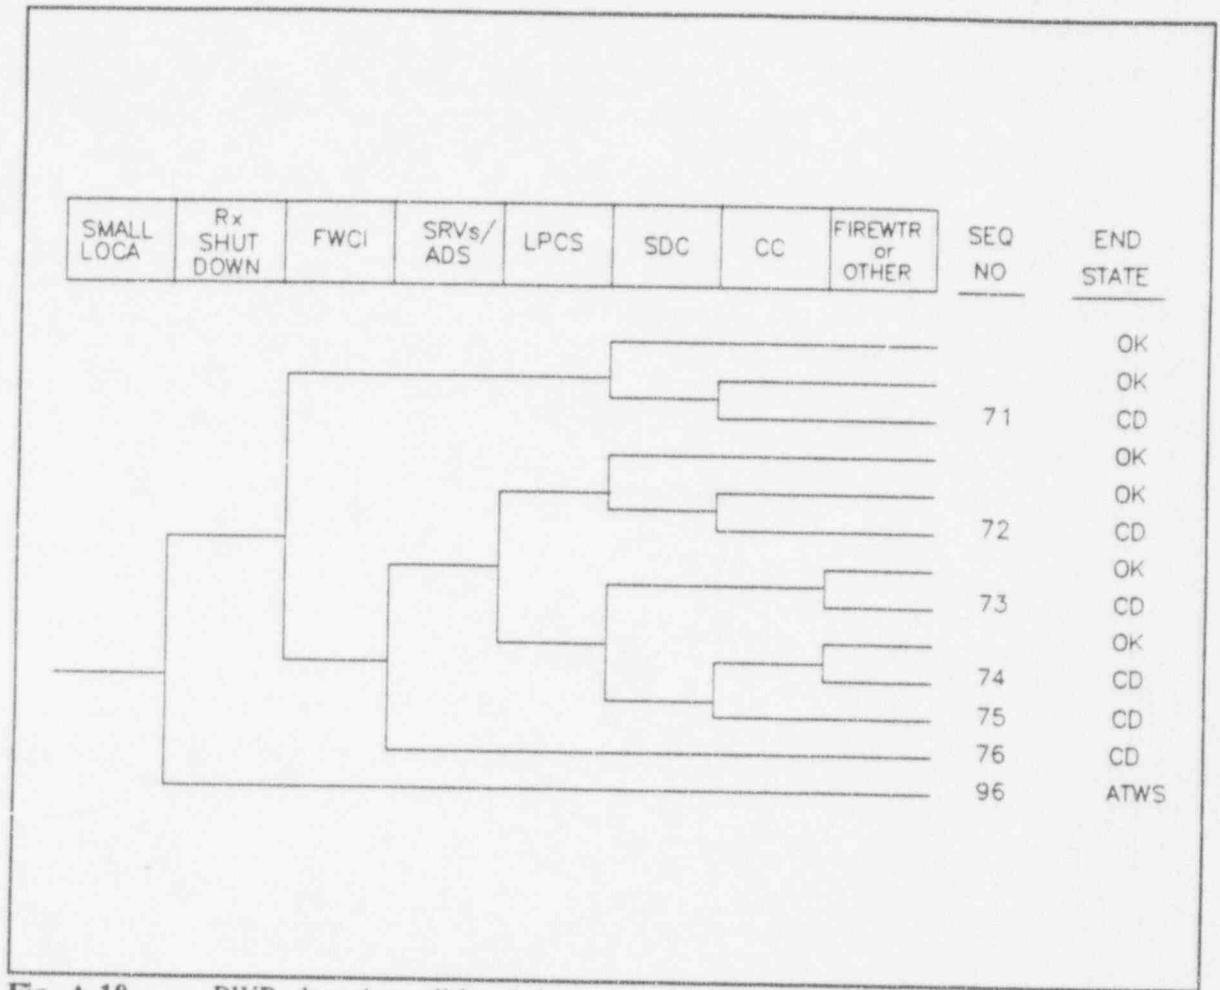 SMALL LOCA
Rx SHUT DOWN
FWCI
SRVs/ ADS
LPCS
SDC
CC
FIREWTR or OTHER
SEQ NO
END STATE
OK
OK
71 CD
OK
OK
72 CD
OK
73 CD
OK
74 CD
75 CD
76 CD
96 ATWS